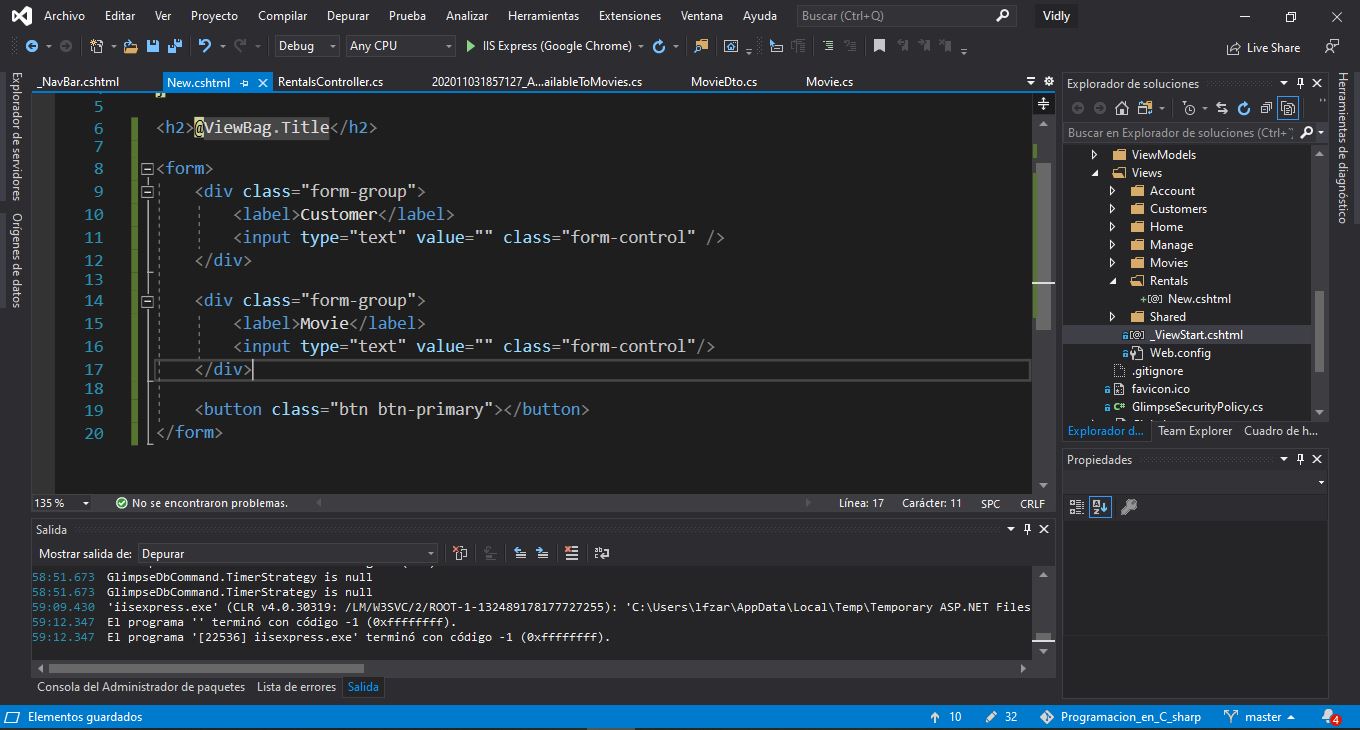 Archivo Editar Ver Proyecto Compilar Depurar Prueba Analizar Herramientas Extensiones Ventana Ayuda Buscar (Ctrl+Q) Vidly
Debug Any CPU IIS Express (Google Chrome) Live Share
Explorador de servidores
Orígenes de datos
_NavBar.cshtml New.cshtml RentalsController.cs 202011031857127_A...ailableToMovies.cs MovieDto.cs Movie.cs
5
6 <h2>@ViewBag.Title</h2>
7
8 <form>
9 <div class="form-group">
10 <label>Customer</label>
11 <input type="text" value="" class="form-control" />
12 </div>
13
14 <div class="form-group">
15 <label>Movie</label>
16 <input type="text" value="" class="form-control"/>
17 </div>
18
19 <button class="btn btn-primary"></button>
20 </form>
135 % No se encontraron problemas. Línea: 17 Carácter: 11 SPC CRLF
Salida
Mostrar salida de: Depurar
58:51.673 GlimpseDbCommand.TimerStrategy is null
58:51.673 GlimpseDbCommand.TimerStrategy is null
59:09.430 'iisexpress.exe' (CLR v4.0.30319: /LM/W3SVC/2/ROOT-1-132489178177727255): 'C:\Users\lfzar\AppData\Local\Temp\Temporary ASP.NET Files
59:12.347 El programa '' terminó con código -1 (0xffffffff).
59:12.347 El programa '[22536] iisexpress.exe' terminó con código -1 (0xffffffff).
Consola del Administrador de paquetes Lista de errores Salida
Explorador de soluciones
Buscar en Explorador de soluciones (Ctrl+
ViewModels
Views
Account
Customers
Home
Manage
Movies
Rentals
New.cshtml
Shared
_ViewStart.cshtml
Web.config
.gitignore
favicon.ico
C# GlimpseSecurityPolicy.cs
Explorador d... Team Explorer Cuadro de h...
Propiedades
Herramientas de diagnóstico
Elementos guardados 10 32 Programacion_en_C_sharp master 4